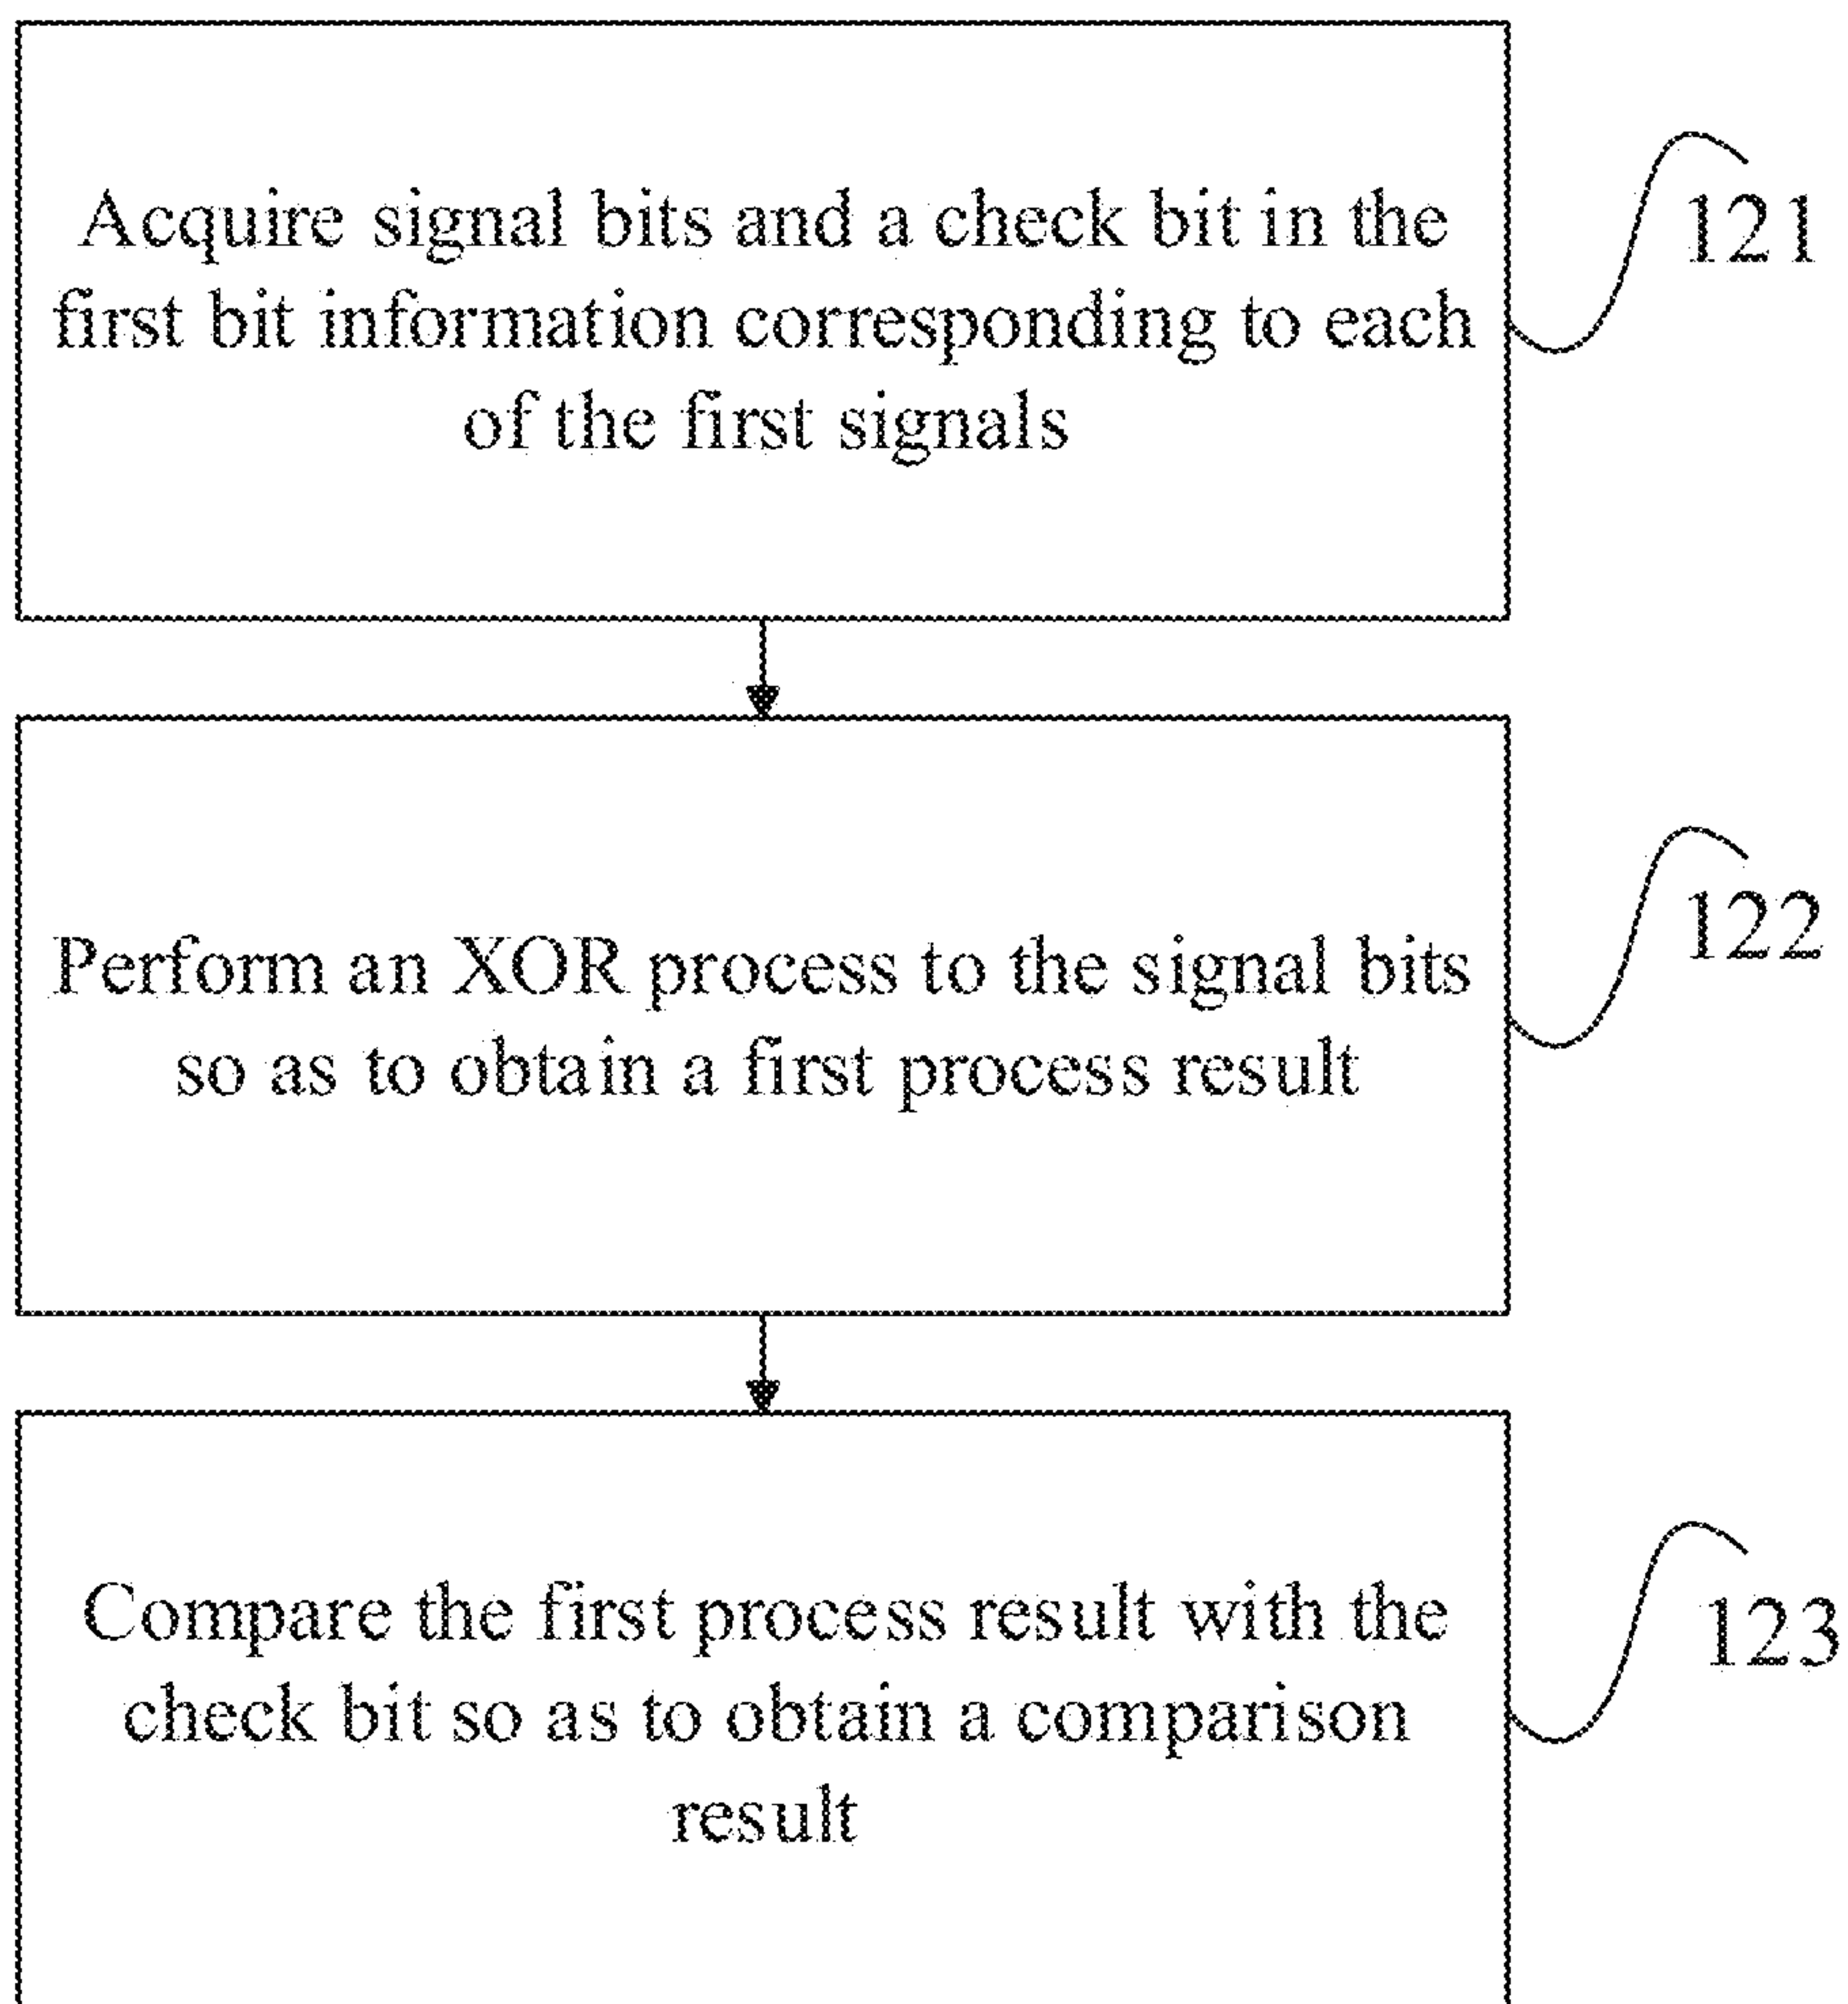 Acquire signal bits and a check bit in the
first bit information corresponding to each
of the first signals
121
Perform an XOR process to the signal bits
so as to obtain a first process result
122
Compare the first process result with the
check bit so as to obtain a comparison
result
123